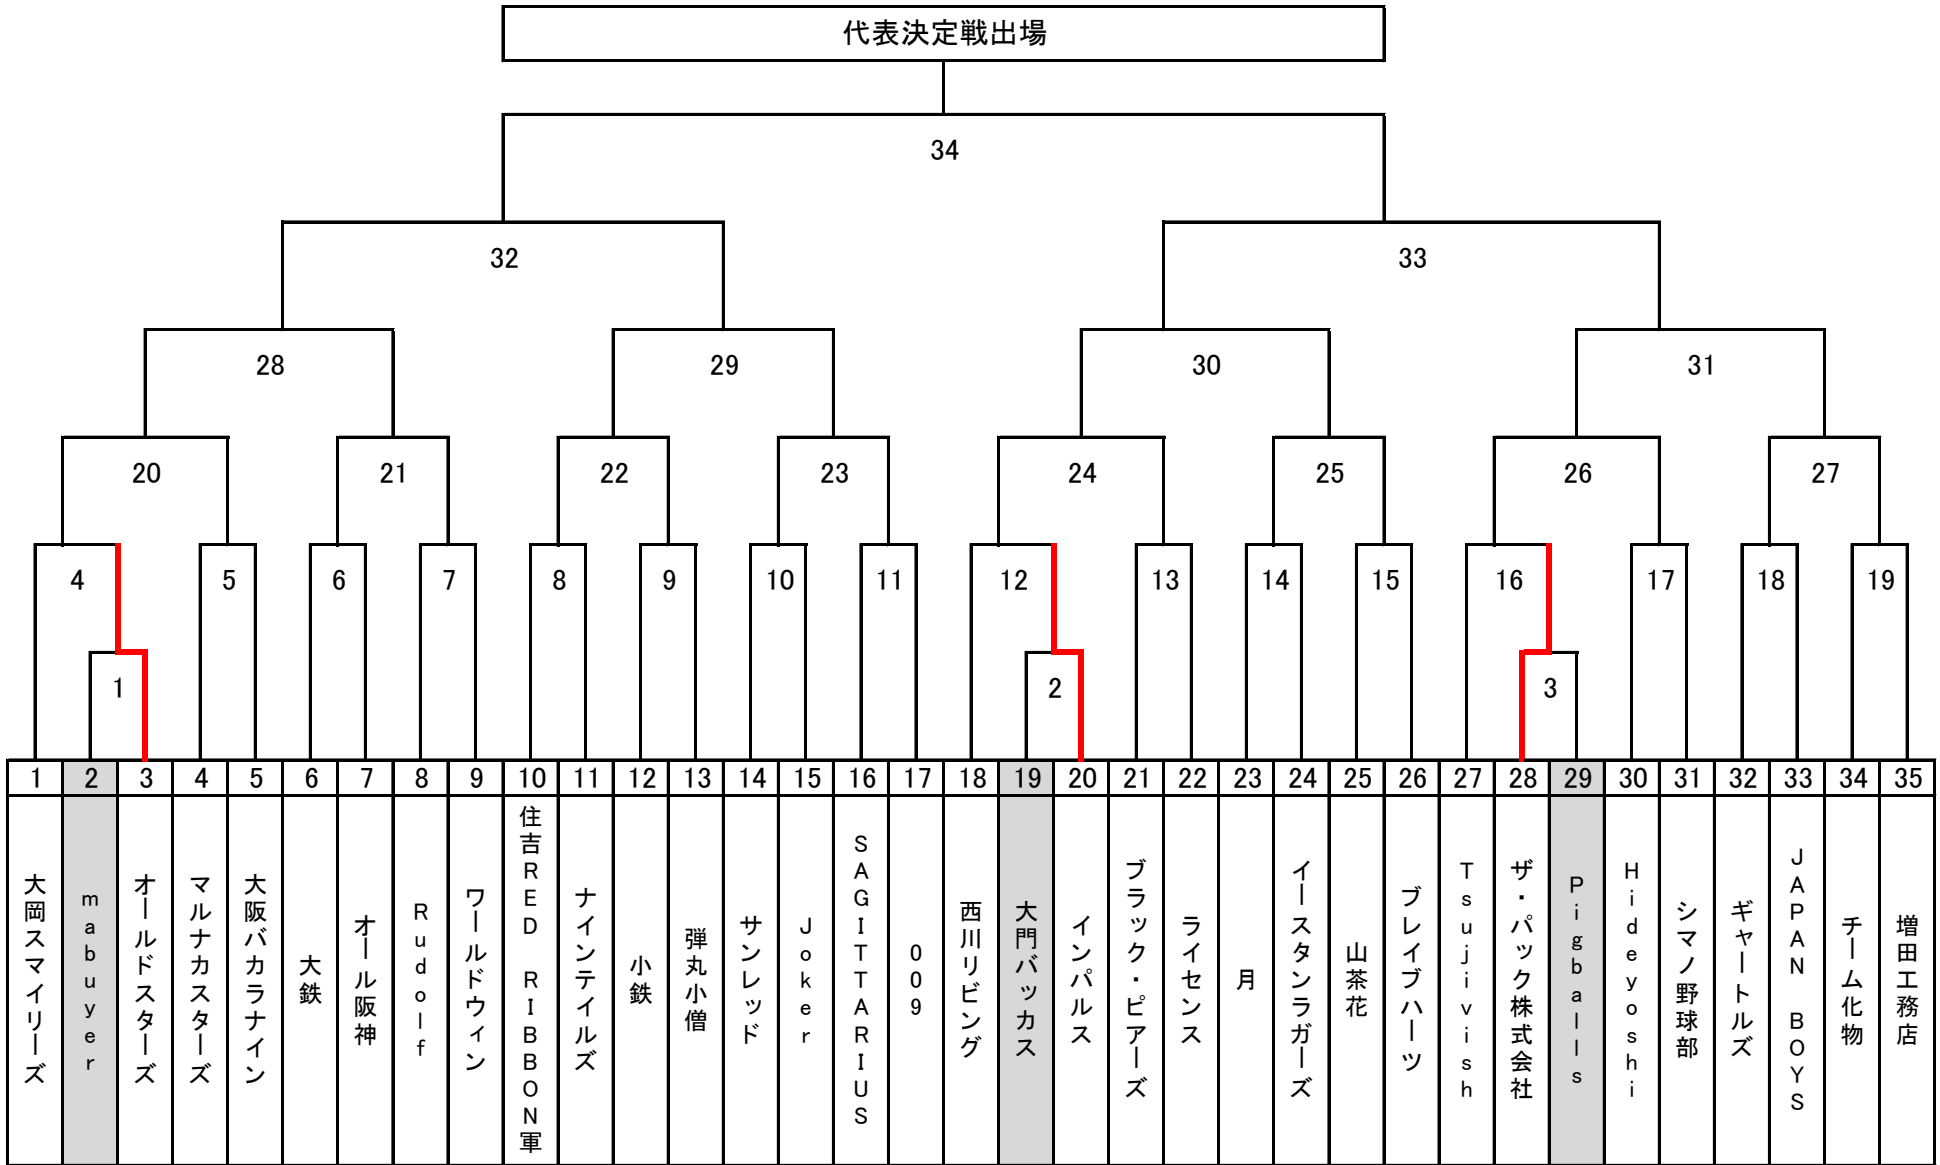 代表決定戦出場
34
32 33
28 29 30 31
20 21 22 23 24 25 26 27
4 5 6 7 8 9 10 11 12 13 14 15 16 17 18 19
1 2 3
1 2 3 4 5 6 7 8 9 10 11 12 13 14 15 16 17 18 19 20 21 22 23 24 25 26 27 28 29 30 31 32 33 34 35
大岡スマイリーズ
mabuyer
オールドスターズ
マルナカスターズ
大阪バカラナイン
大鉄
オール阪神
Rudolf
ワールドウィン
住吉RED RIBBON軍
ナインテイルズ
小鉄
弾丸小僧
サンレッド
Joker
SAGITTARIUS
009
西川リビング
大門バッカス
インパルス
ブラック・ピアーズ
ライセンス
月
イースタンラガーズ
山茶花
ブレイブハーツ
Tsujivish
ザ・パック株式会社
Pigballs
Hideyoshi
シマノ野球部
ギャートルズ
JAPAN BOYS
チーム化物
増田工務店